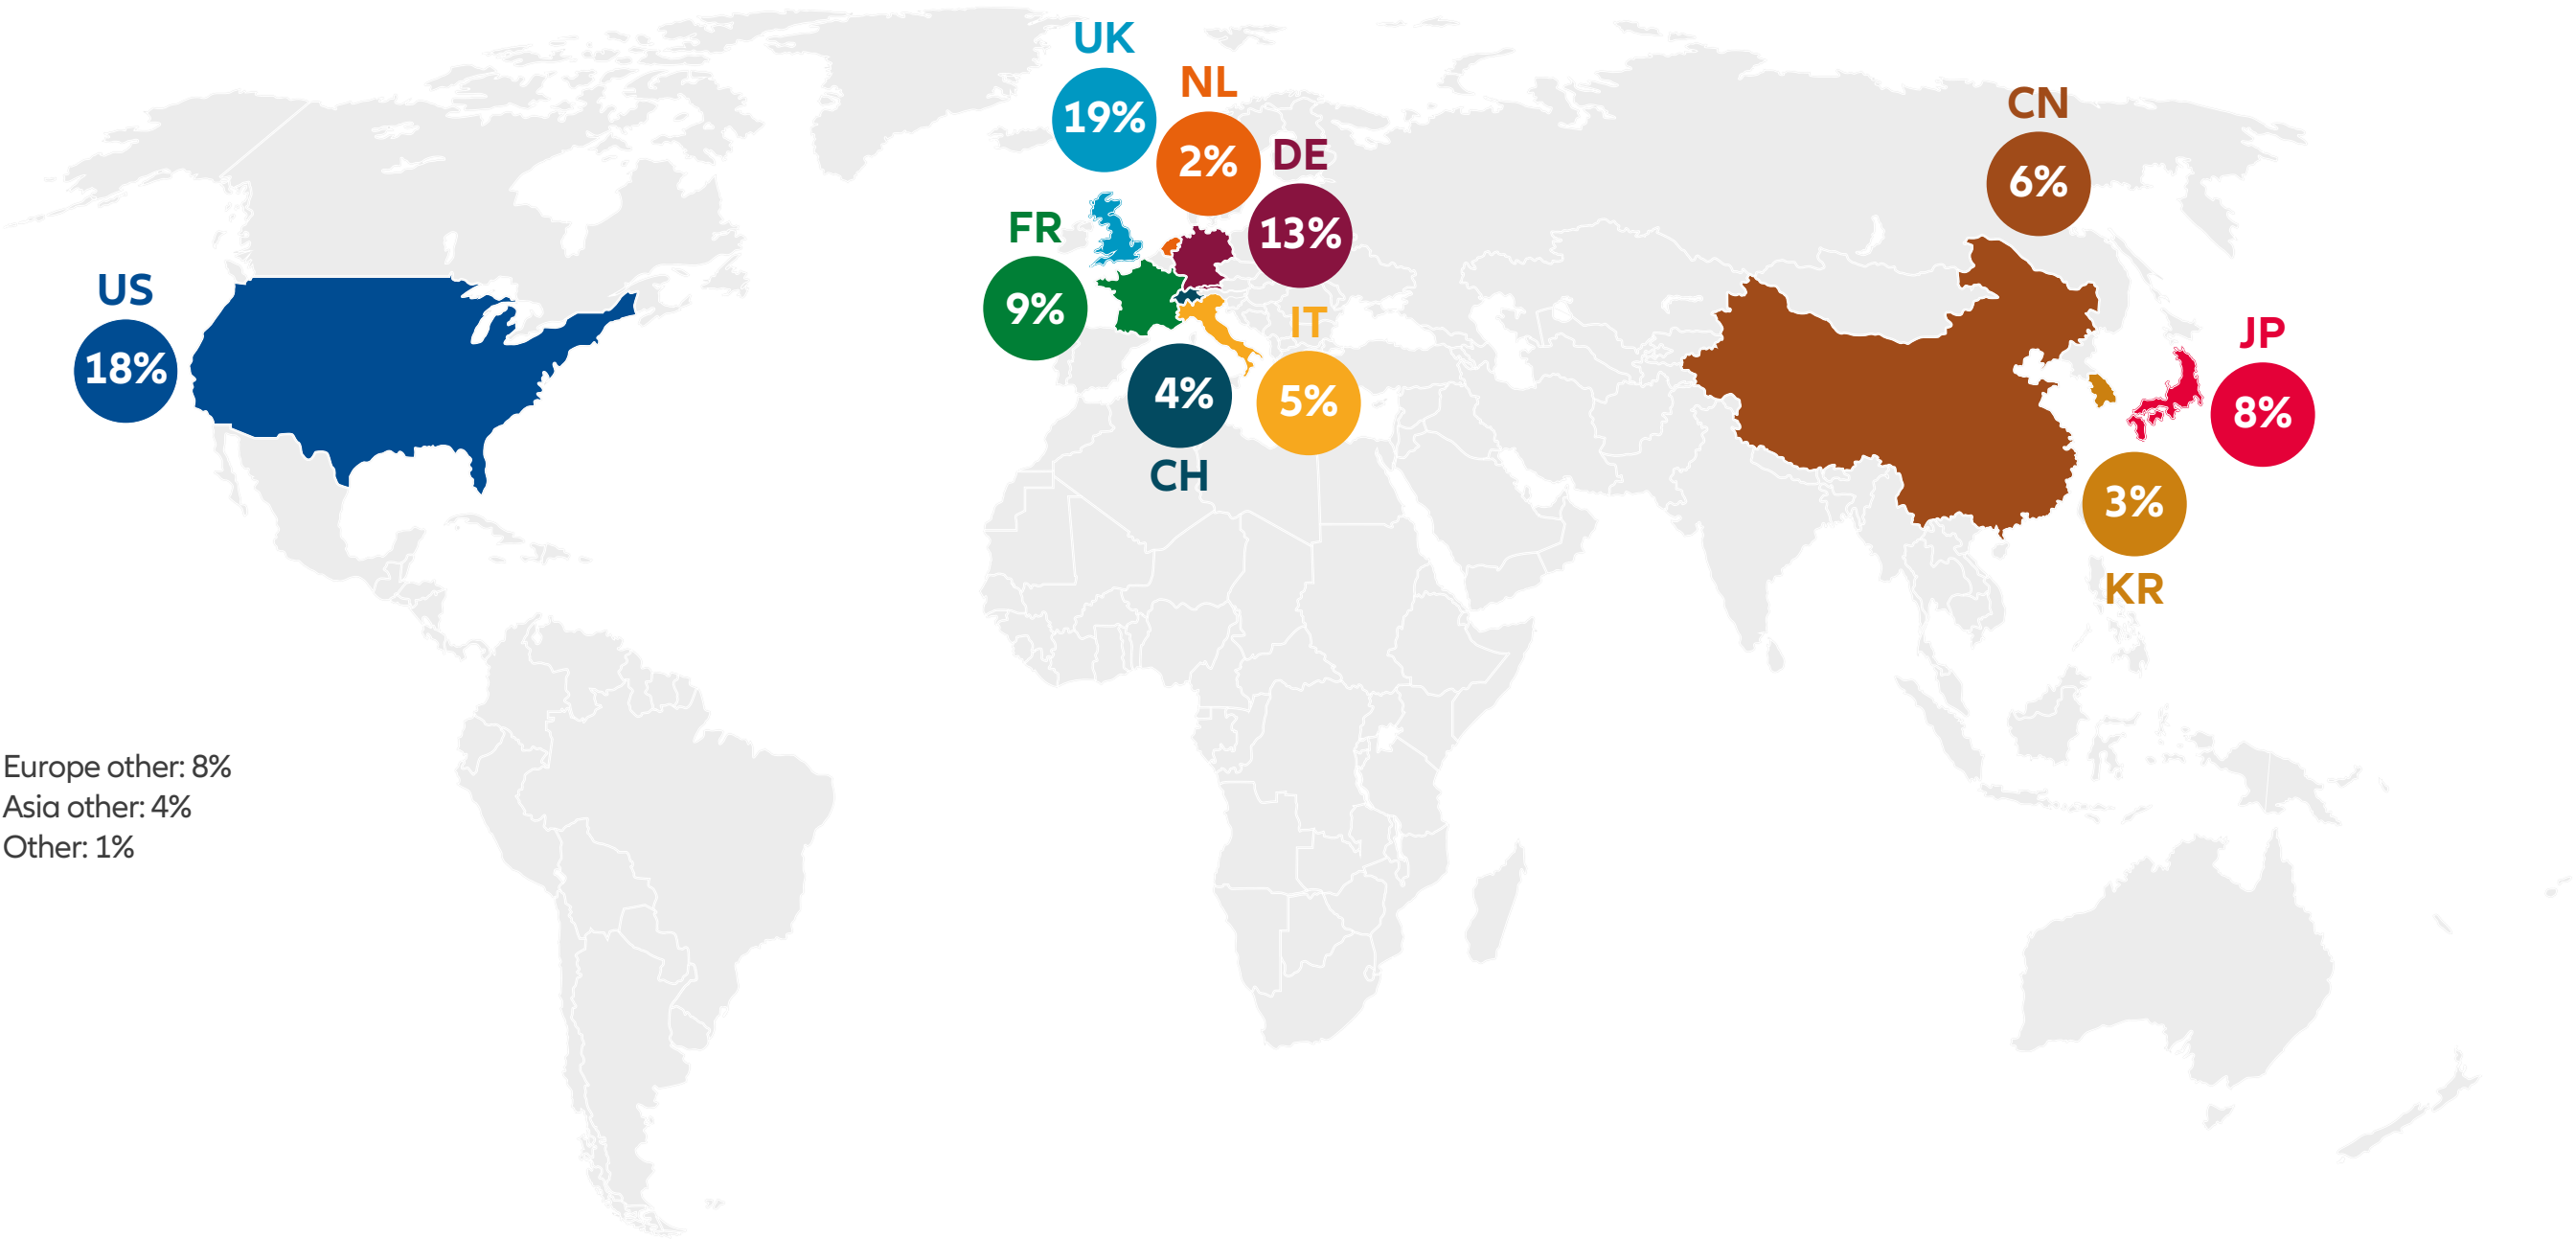 UK
19%
NL
2%
DE
13%
CN
6%
FR
9%
US
18%
IT
5%
JP
8%
4%
CH
3%
KR
Europe other: 8%
Asia other: 4%
Other: 1%